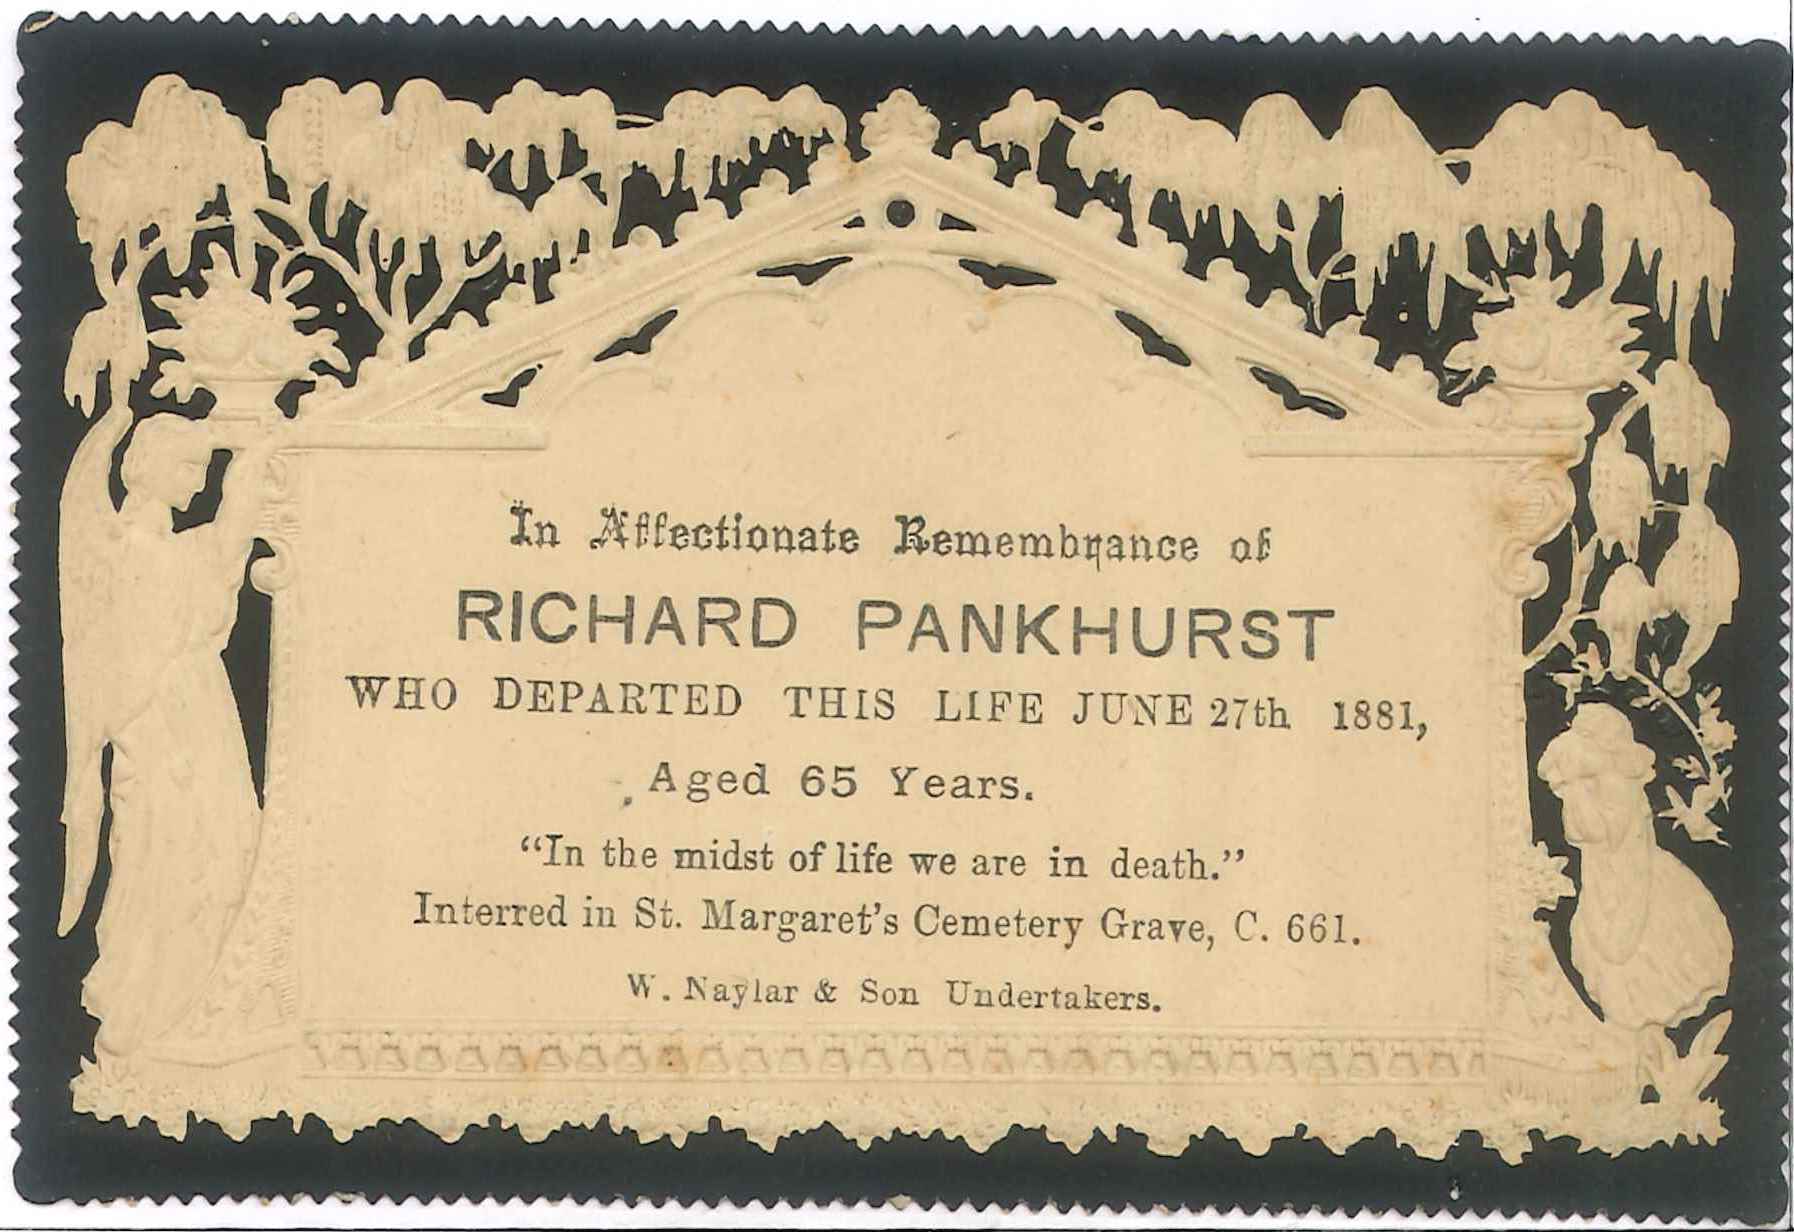 In Affectionate Remembrance of
RICHARD PANKHURST
WHO DEPARTED THIS LIFE JUNE 27th 1881,
Aged 65 Years.
“In the midst of life we are in death.”
Interred in St. Margaret’s Cemetery Grave, C. 661.
W. Naylar & Son Undertakers.